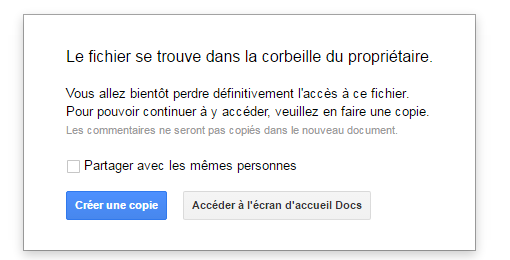 Le fichier se trouve dans la corbeille du propriétaire.
Vous allez bientôt perdre définitivement l'accès à ce fichier.
Pour pouvoir continuer à y accéder, veuillez en faire une copie.
Les commentaires ne seront pas copiés dans le nouveau document.
Partager avec les mêmes personnes
Créer une copie
Accéder à l'écran d'accueil Docs